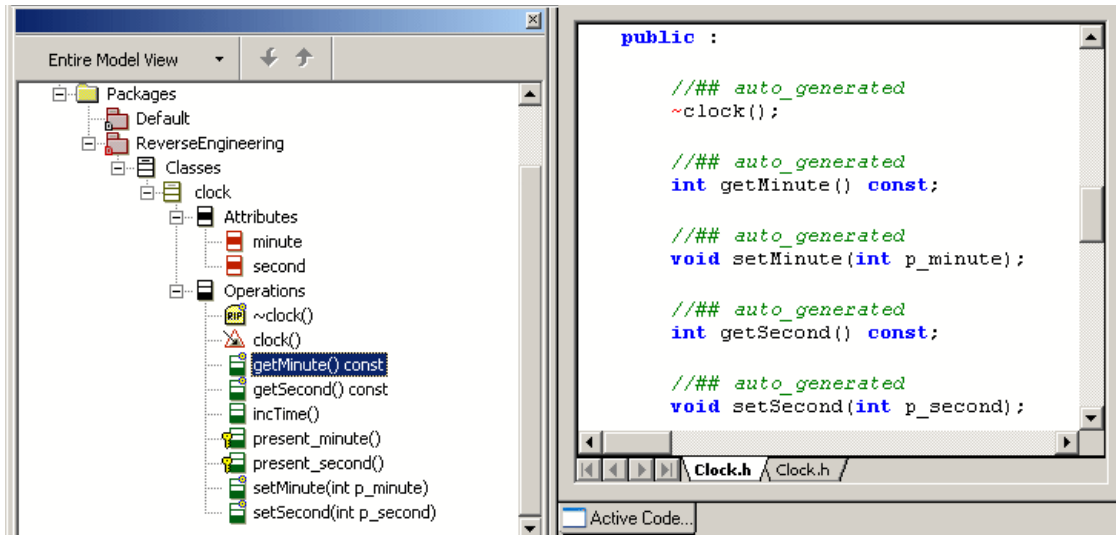 Entire Model View
Packages
Default
ReverseEngineering
Classes
clock
Attributes
minute
second
Operations
RIP ~clock()
clock()
getMinute() const
getSecond() const
incTime()
present_minute()
present_second()
setMinute(int p_minute)
setSecond(int p_second)
public :
//## auto_generated
~clock();
//## auto_generated
int getMinute() const;
//## auto_generated
void setMinute(int p_minute);
//## auto_generated
int getSecond() const;
//## auto_generated
void setSecond(int p_second);
Clock.h Clock.h
Active Code...